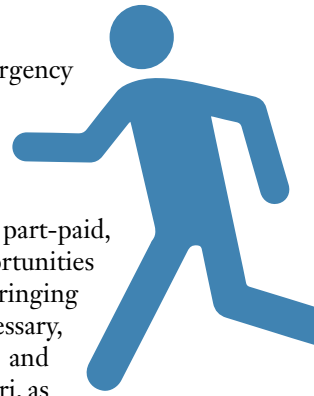 rgency
part-paid,
ortunities
ringing
essary,
and
ri, as